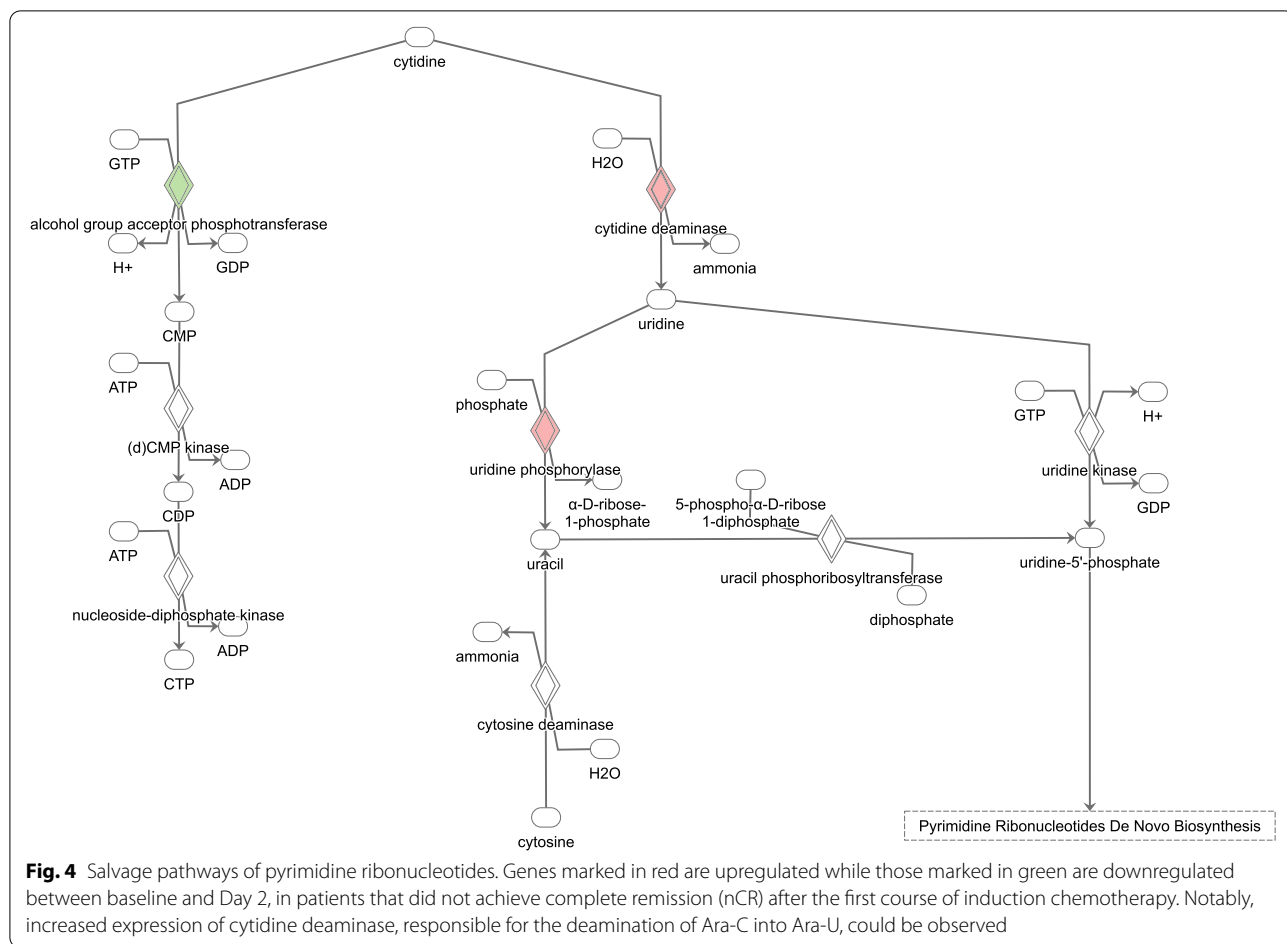 cytidine
GTP
H2O
alcohol group acceptor phosphotransferase
cytidine deaminase
H+
GDP
ammonia
CMP
uridine
ATP
phosphate
GTP
H+
(d)CMP kinase
uridine phosphorylase
uridine kinase
ADP
α-D-ribose-
1-phosphate
5-phospho-α-D-ribose
1-diphosphate
GDP
CDP
ATP
uracil
uracil phosphoribosyltransferase
uridine-5'-phosphate
nucleoside-diphosphate kinase
diphosphate
ADP
ammonia
CTP
cytosine deaminase
H2O
cytosine
Pyrimidine Ribonucleotides De Novo Biosynthesis
Fig. 4 Salvage pathways of pyrimidine ribonucleotides. Genes marked in red are upregulated while those marked in green are downregulated
between baseline and Day 2, in patients that did not achieve complete remission (nCR) after the first course of induction chemotherapy. Notably,
increased expression of cytidine deaminase, responsible for the deamination of Ara-C into Ara-U, could be observed